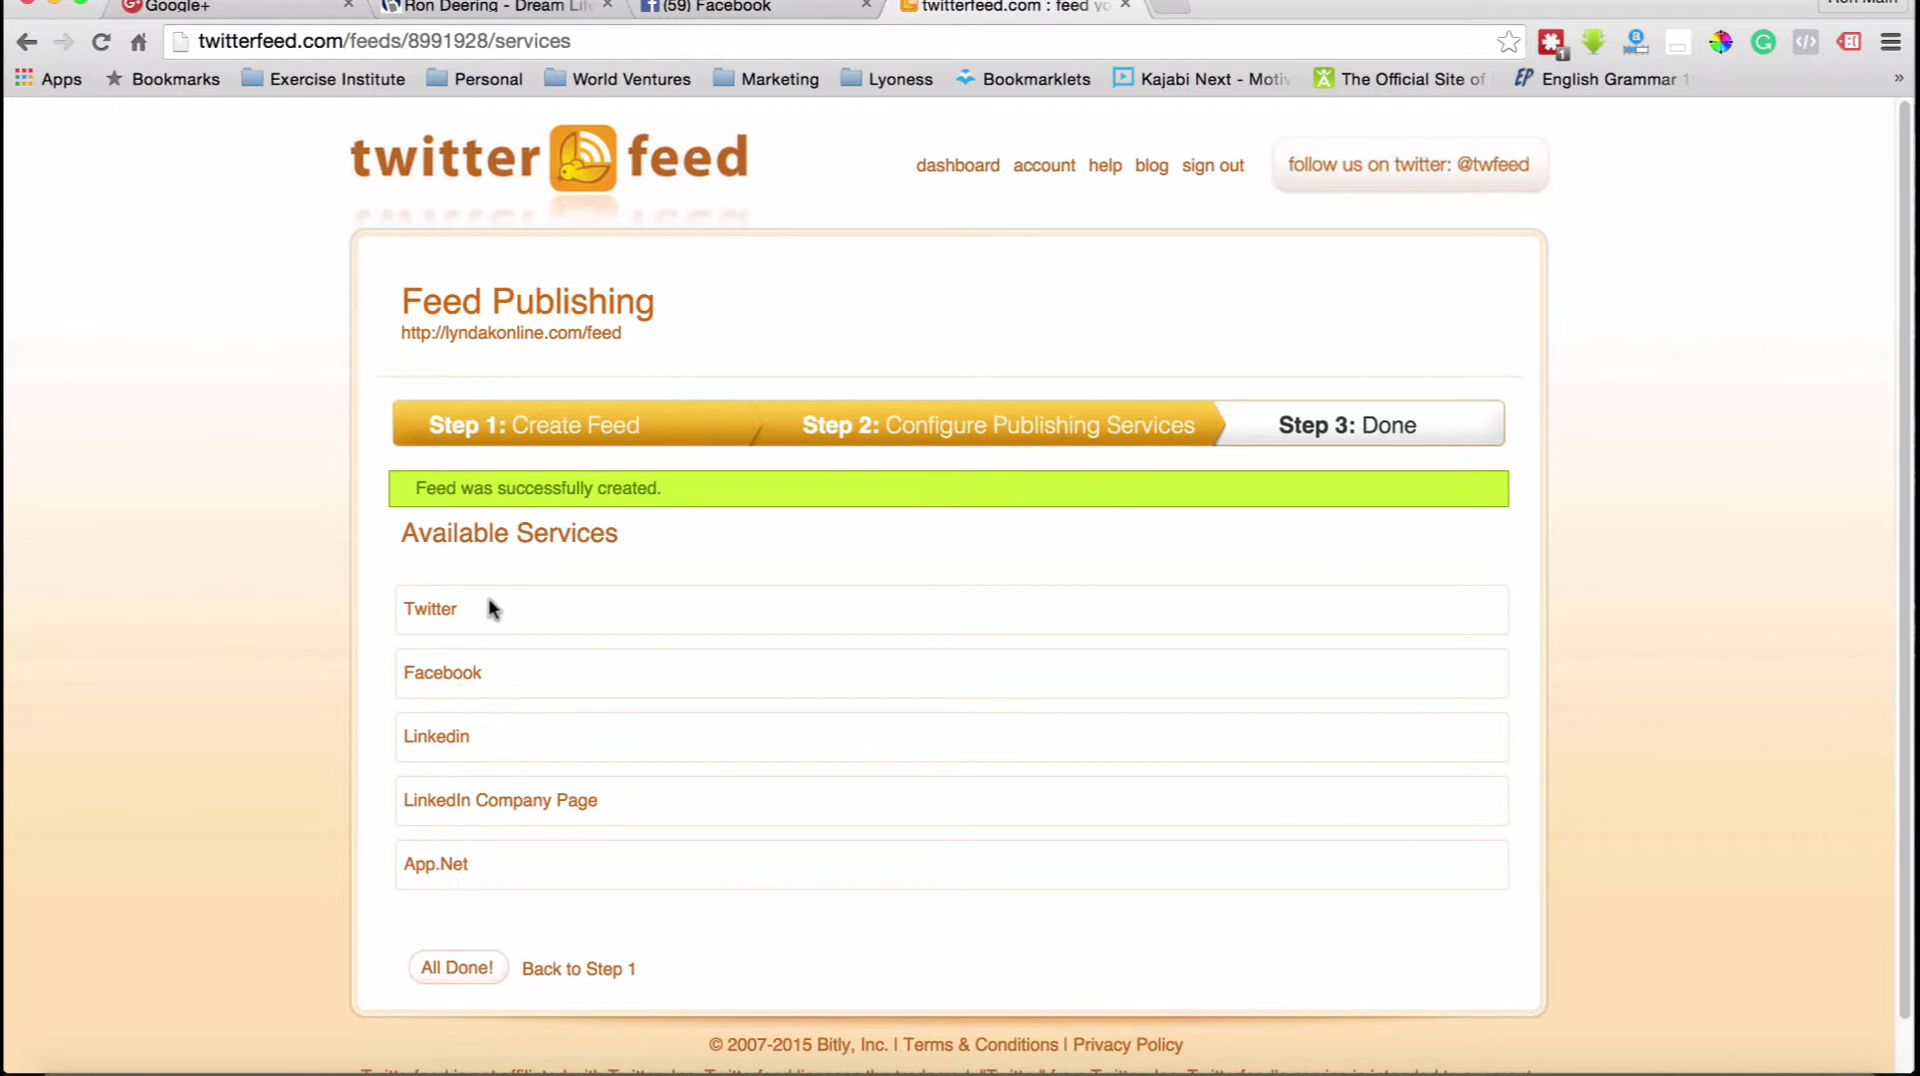 Google+
Ron Deering - Dream Life
(59) Facebook
twitterfeed.com : feed yo
twitterfeed.com/feeds/8991928/services
Apps
Bookmarks
Exercise Institute
Personal
World Ventures
Marketing
Lyoness
Bookmarklets
Kajabi Next - Motiv
The Official Site of
English Grammar 1
twitter feed
dashboard account help blog sign out
follow us on twitter: @twfeed
Feed Publishing
http://lyndakonline.com/feed
Step 1: Create Feed
Step 2: Configure Publishing Services
Step 3: Done
Feed was successfully created.
Available Services
Twitter
Facebook
Linkedin
LinkedIn Company Page
App.Net
All Done! Back to Step 1
© 2007-2015 Bitly, Inc. | Terms & Conditions | Privacy Policy